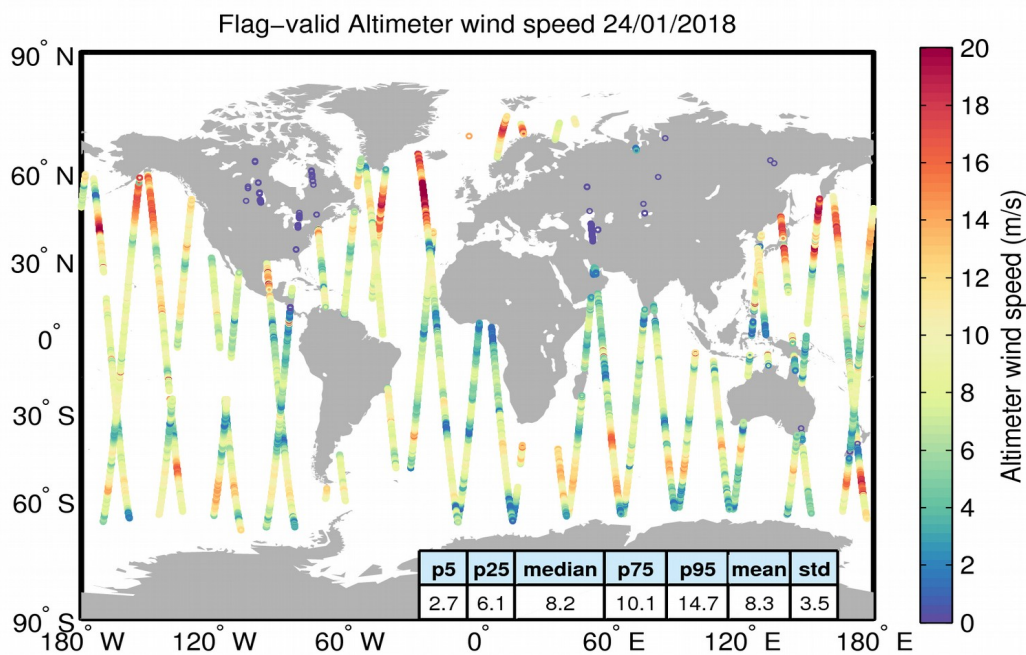 Flag-valid Altimeter wind speed 24/01/2018
90° N
60° N
30° N
0°
30° S
60° S
90° S
180° W
120° W
60° W
0°
60° E
120° E
180° E
p5 p25 median p75 p95 mean std
2.7 6.1 8.2 10.1 14.7 8.3 3.5
20
18
16
14
12
10
8
6
4
2
0
Altimeter wind speed (m/s)